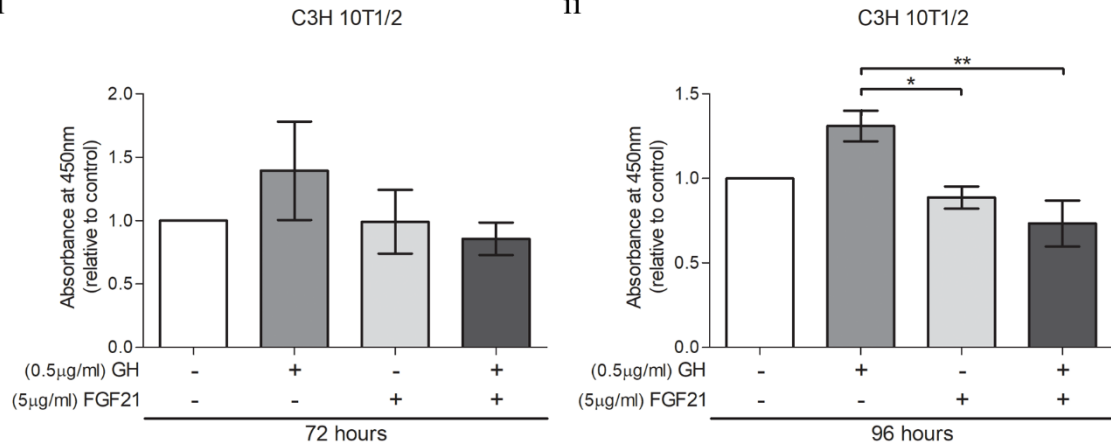 i
C3H 10T1/2
Absorbance at 450nm
(relative to control)
2.0
1.5
1.0
0.5
0.0
(0.5µg/ml) GH - + - +
(5µg/ml) FGF21 - - + +
72 hours
ii
C3H 10T1/2
Absorbance at 450nm
(relative to control)
1.5
1.0
0.5
0.0
*
**
(0.5µg/ml) GH - + - +
(5µg/ml) FGF21 - - + +
96 hours